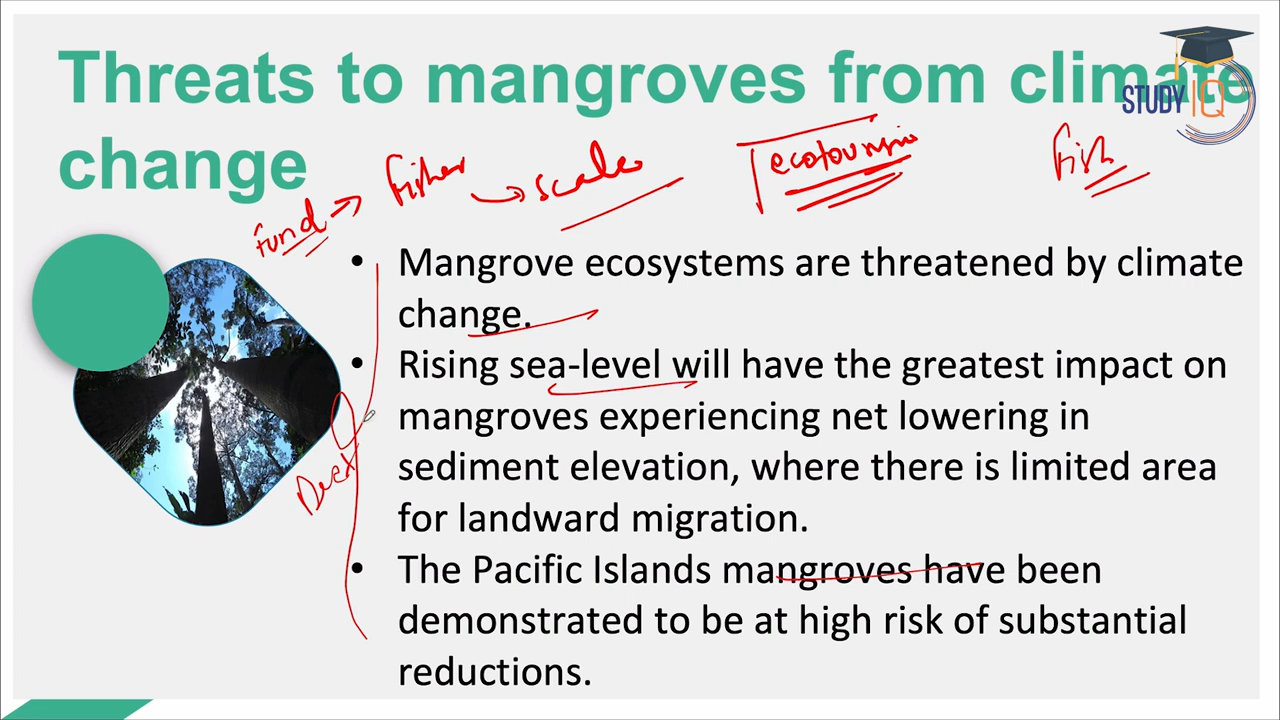 Threats to mangroves from climate
change
STUDY IQ
fund → fisher → scale
ecotourism
fish
• Mangrove ecosystems are threatened by climate
change.
• Rising sea-level will have the greatest impact on
mangroves experiencing net lowering in
sediment elevation, where there is limited area
for landward migration.
• The Pacific Islands mangroves have been
demonstrated to be at high risk of substantial
reductions.